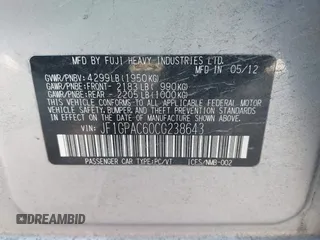 MFD BY FUJI HEAVY INDUSTRIES LTD.
IN 05/12
GVWR/PNBV: 4299LB(1950KG)
GAWR/PNBE:FRONT- 2183LB( 990KG)
GAWR/PNBE:REAR - 2205LB(1000KG)
THIS VEHICLE CONFORMS TO ALL APPLICABLE
FEDERAL MOTOR VEHICLE SAFETY
BUMPER, AND THEFT PREVENTION
STANDARDS IN EFFECT ON THE DATE OF
MANUFACTURE SHOWN ABOVE.
VIN: JF1GPAC60CG238643
PASSENGER CAR TYPE:PC/VT ICES/NMB-002
DREAMBID